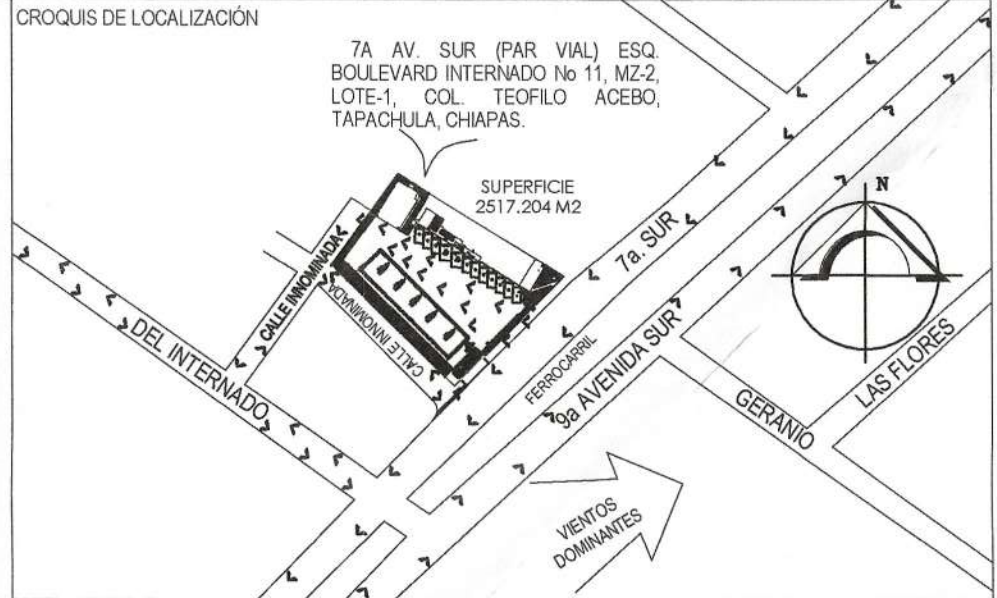 CROQUIS DE LOCALIZACIÓN
7A AV. SUR (PAR VIAL) ESQ.
BOULEVARD INTERNADO No 11, MZ-2,
LOTE-1, COL. TEOFILO ACEBO,
TAPACHULA, CHIAPAS.
SUPERFICIE
2517.204 M2
N
7a. SUR
CALLE INNOMINADA
CALLE INNOMINADA
DEL INTERNADO
FERROCARRIL
9a AVENIDA SUR
GERANIO
LAS FLORES
VIENTOS
DOMINANTES